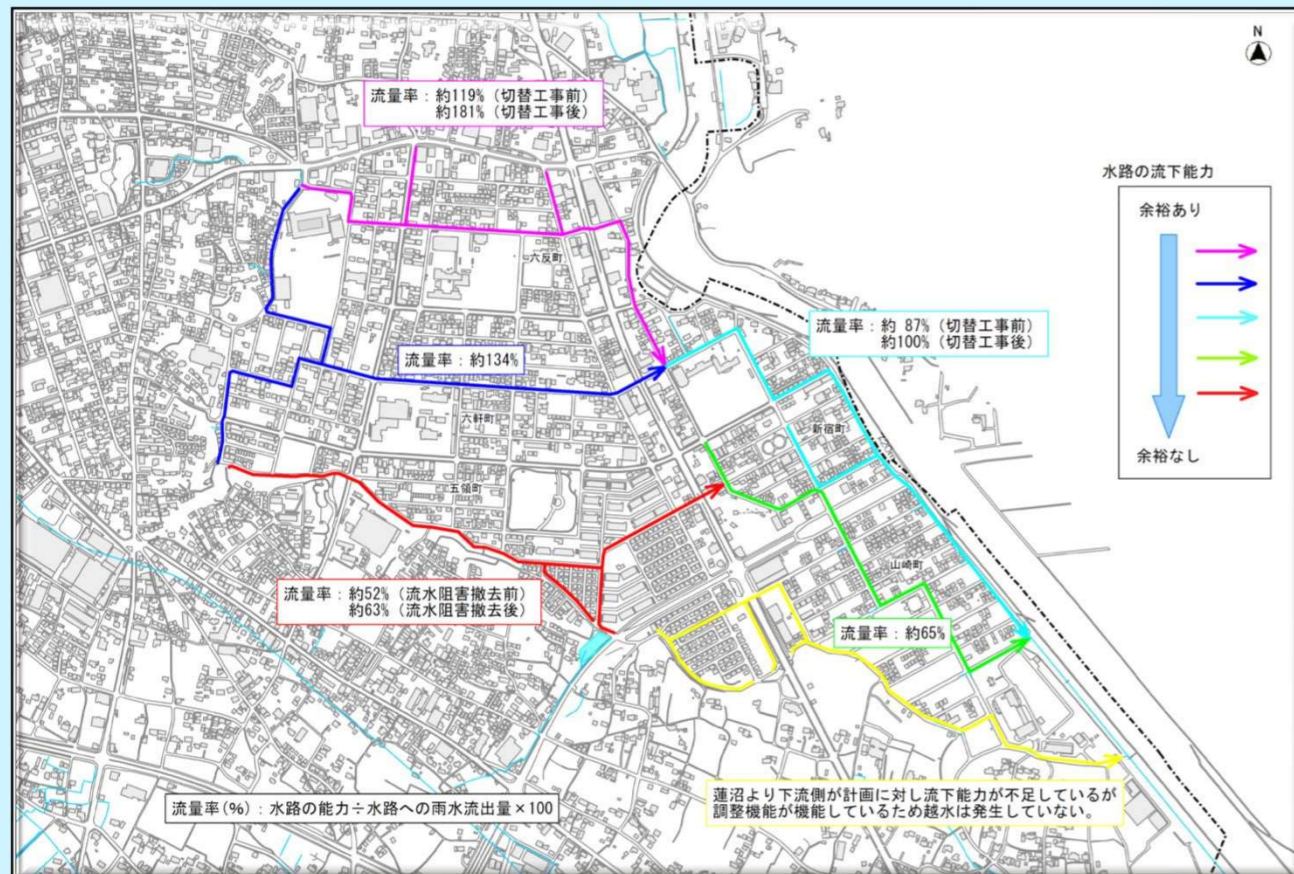 N
流量率：約119%（切替工事前）
約181%（切替工事後）
水路の流下能力
余裕あり
余裕なし
六反町
流量率：約 87%（切替工事前）
約100%（切替工事後）
流量率：約134%
六軒町
新宿町
五領町
山崎町
流量率：約52%（流水阻害撤去前）
約63%（流水阻害撤去後）
流量率：約65%
流量率(%)：水路の能力÷水路への雨水流出量×100
蓮沼より下流側が計画に対し流下能力が不足しているが
調整機能が機能しているため越水は発生していない。